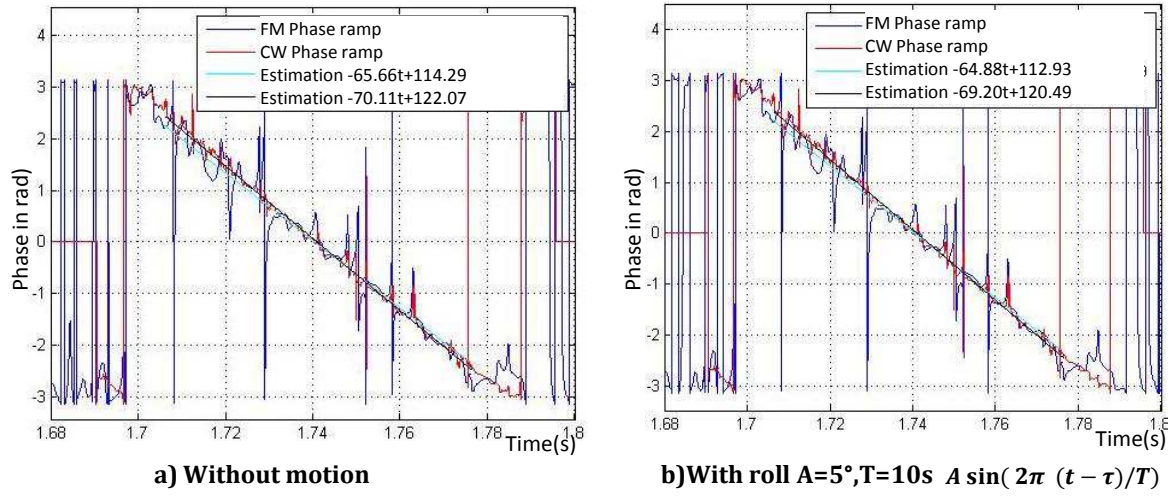 FM Phase ramp
CW Phase ramp
Estimation -65.66t+114.29
Estimation -70.11t+122.07
Phase in rad)
4
3
2
1
0
-1
-2
-3
1.68
1.7
1.72
1.74
1.76
1.78
1.8
Time(s)
a) Without motion
FM Phase ramp
CW Phase ramp
Estimation -64.88t+112.93
Estimation -69.20t+120.49
Phase in rad)
4
3
2
1
0
-1
-2
-3
1.68
1.7
1.72
1.74
1.76
1.78
1.8
Time(s)
b)With roll A=5°,T=10s A sin( 2π (t − τ)/T)